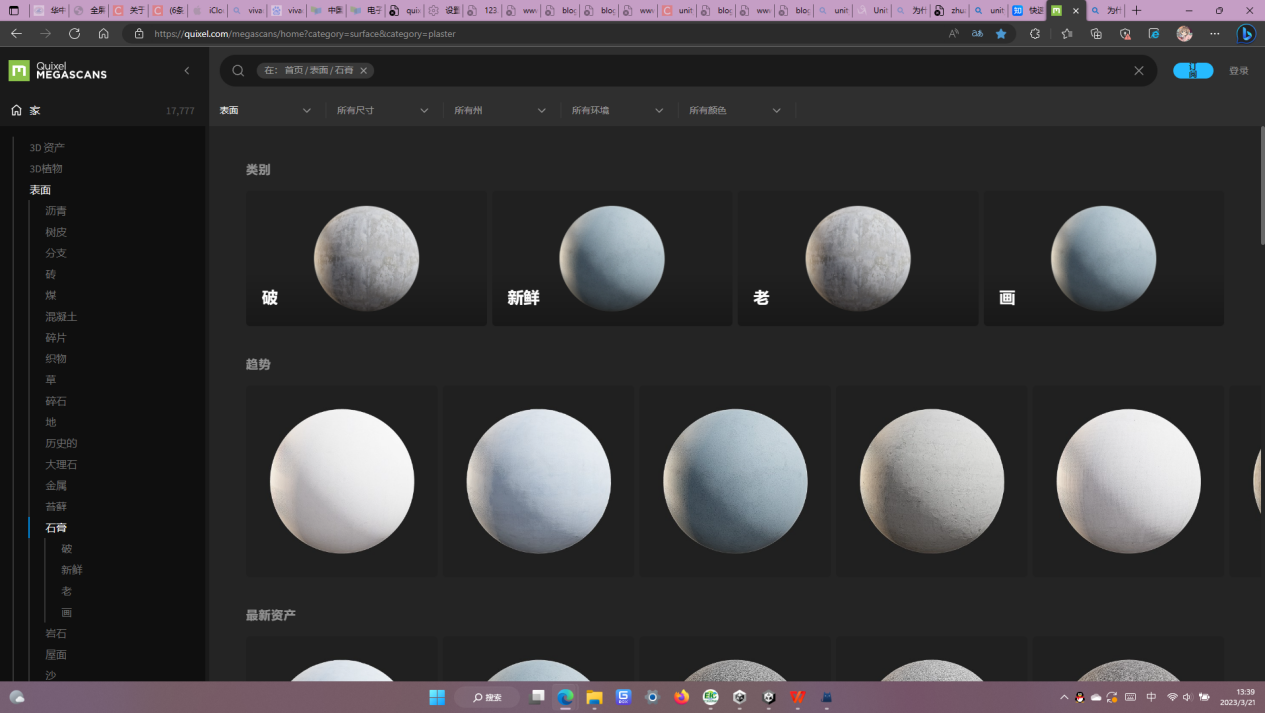 华中
全景
关于
(6条
iClo
viva
viva
中国
电子
quix
设置
123
www
blog
blog
www
unit
blog
www
blog
unit
Unit
为什
zhua
unit
快速
为什
https://quixel.com/megascans/home?category=surface&category=plaster
Quixel
MEGASCANS
在： 首页 / 表面 / 石膏
订阅
登录
家
17,777
表面
所有尺寸
所有州
所有环境
所有颜色
3D 资产
3D植物
表面
沥青
树皮
分支
砖
煤
混凝土
碎片
织物
草
碎石
地
历史的
大理石
金属
苔藓
石膏
破
新鲜
老
画
岩石
屋面
沙
类别
破
新鲜
老
画
趋势
最新资产
搜索
中
13:39
2023/3/21